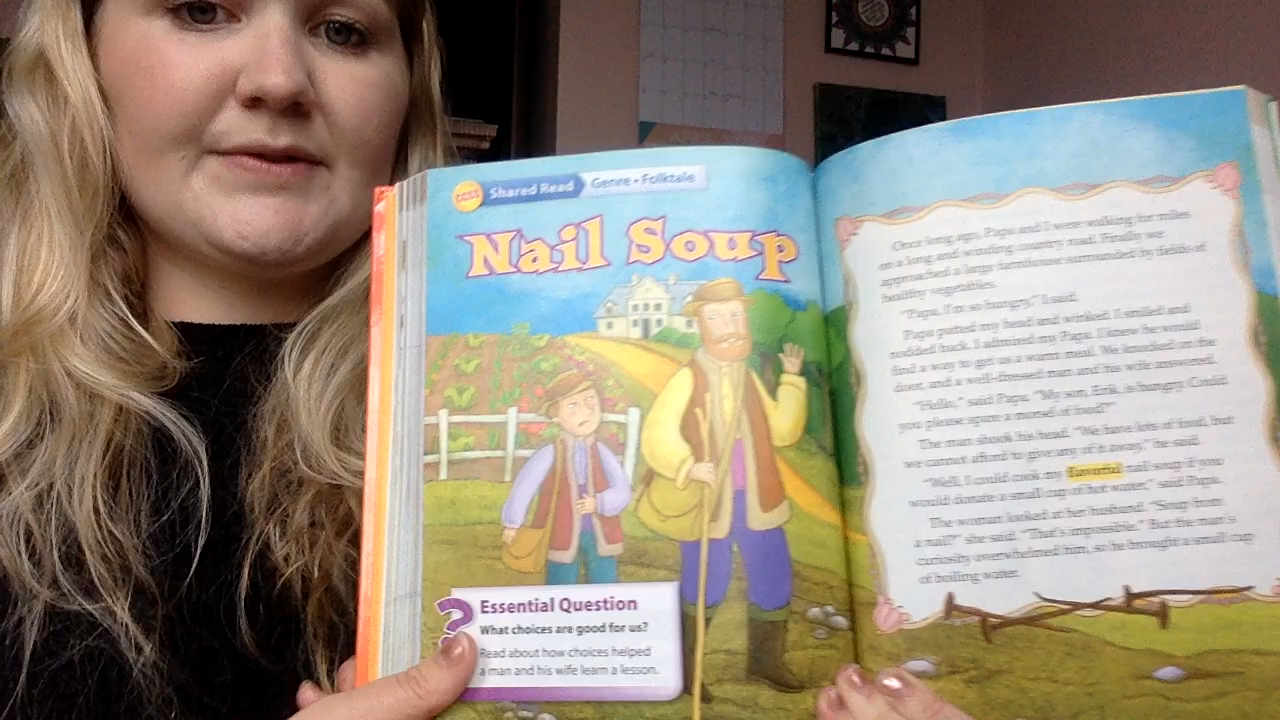 Shared Read Genre • Folktale
Nail Soup
Essential Question
What choices are good for us?
Read about how choices helped
a man and his wife learn a lesson.
Once long ago, Papa and I were walking for miles
on a long and winding country road. Finally we
approached a large farmhouse surrounded by fields of
healthy vegetables.
"Papa, I'm so hungry," I said.
Papa patted my head and winked. I smiled and
nodded back. I admired my Papa. I knew he would
find a way to get us a warm meal. We knocked on the
door, and a well-dressed man and his wife answered.
"Hello," said Papa. "My son, Erik, is hungry. Could
you please spare a morsel of food?"
The man shook his head. "We have lots of food, but
we cannot afford to give any of it away," he said.
"Well, I could cook my flavorful nail soup if you
would donate a small cup of hot water," said Papa.
The woman looked at her husband. "Soup from
a nail?" she said. "That's impossible." But the man's
curiosity overwhelmed him, so he brought a small cup
of boiling water.